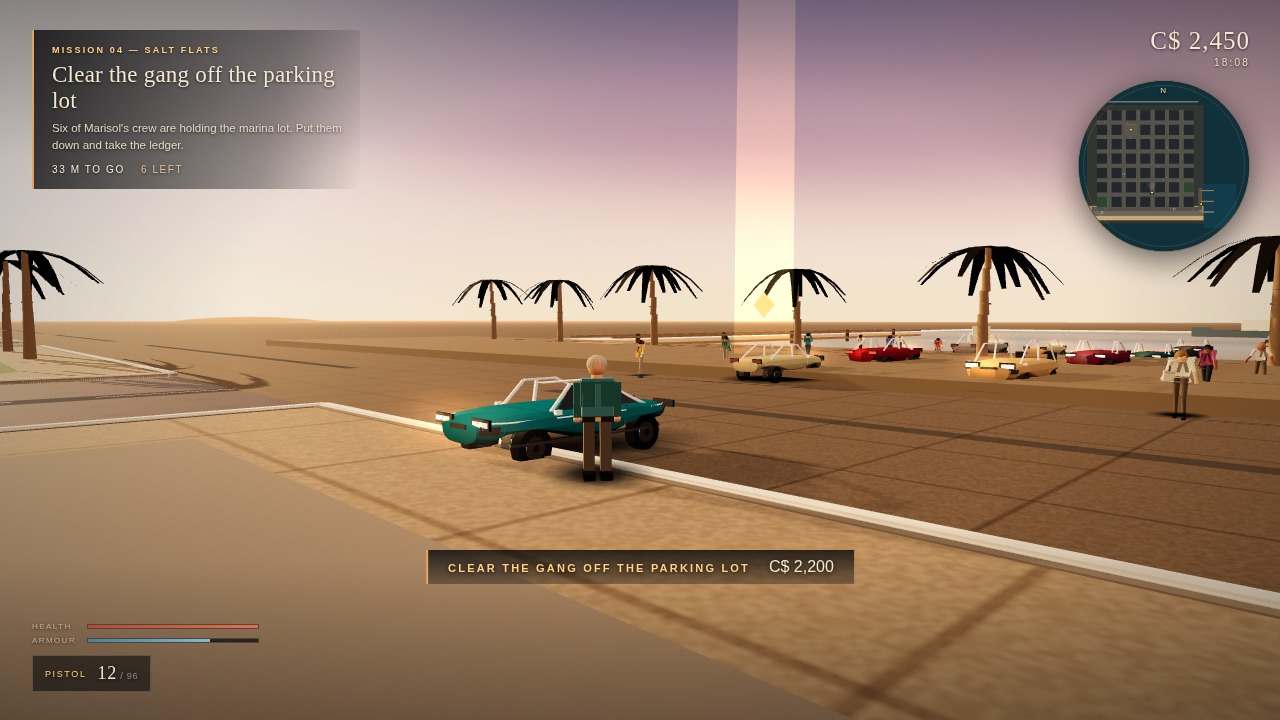 MISSION 04 — SALT FLATS
Clear the gang off the parking
lot
Six of Marisol's crew are holding the marina lot. Put them
down and take the ledger.
33 M TO GO 6 LEFT
C$ 2,450
18:08
N
CLEAR THE GANG OFF THE PARKING LOT C$ 2,200
HEALTH
ARMOUR
PISTOL 12 / 96